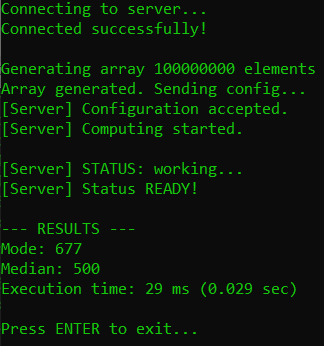 Connecting to server...
Connected successfully!
Generating array 100000000 elements
Array generated. Sending config...
[Server] Configuration accepted.
[Server] Computing started.
[Server] STATUS: working...
[Server] Status READY!
--- RESULTS ---
Mode: 677
Median: 500
Execution time: 29 ms (0.029 sec)
Press ENTER to exit...